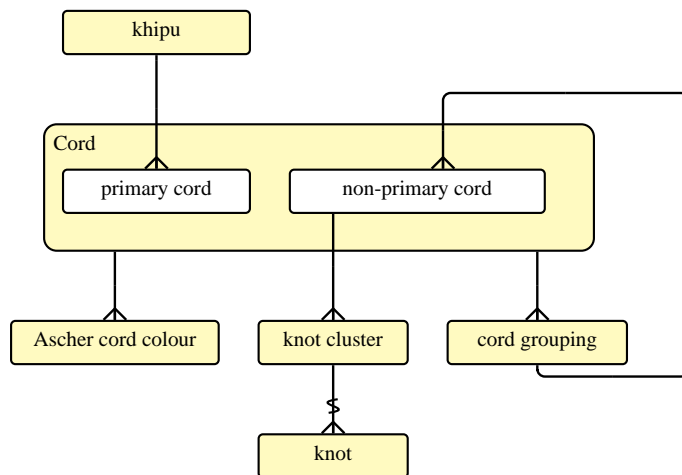 khipu
Cord
primary cord
non-primary cord
Ascher cord colour
knot cluster
cord grouping
knot